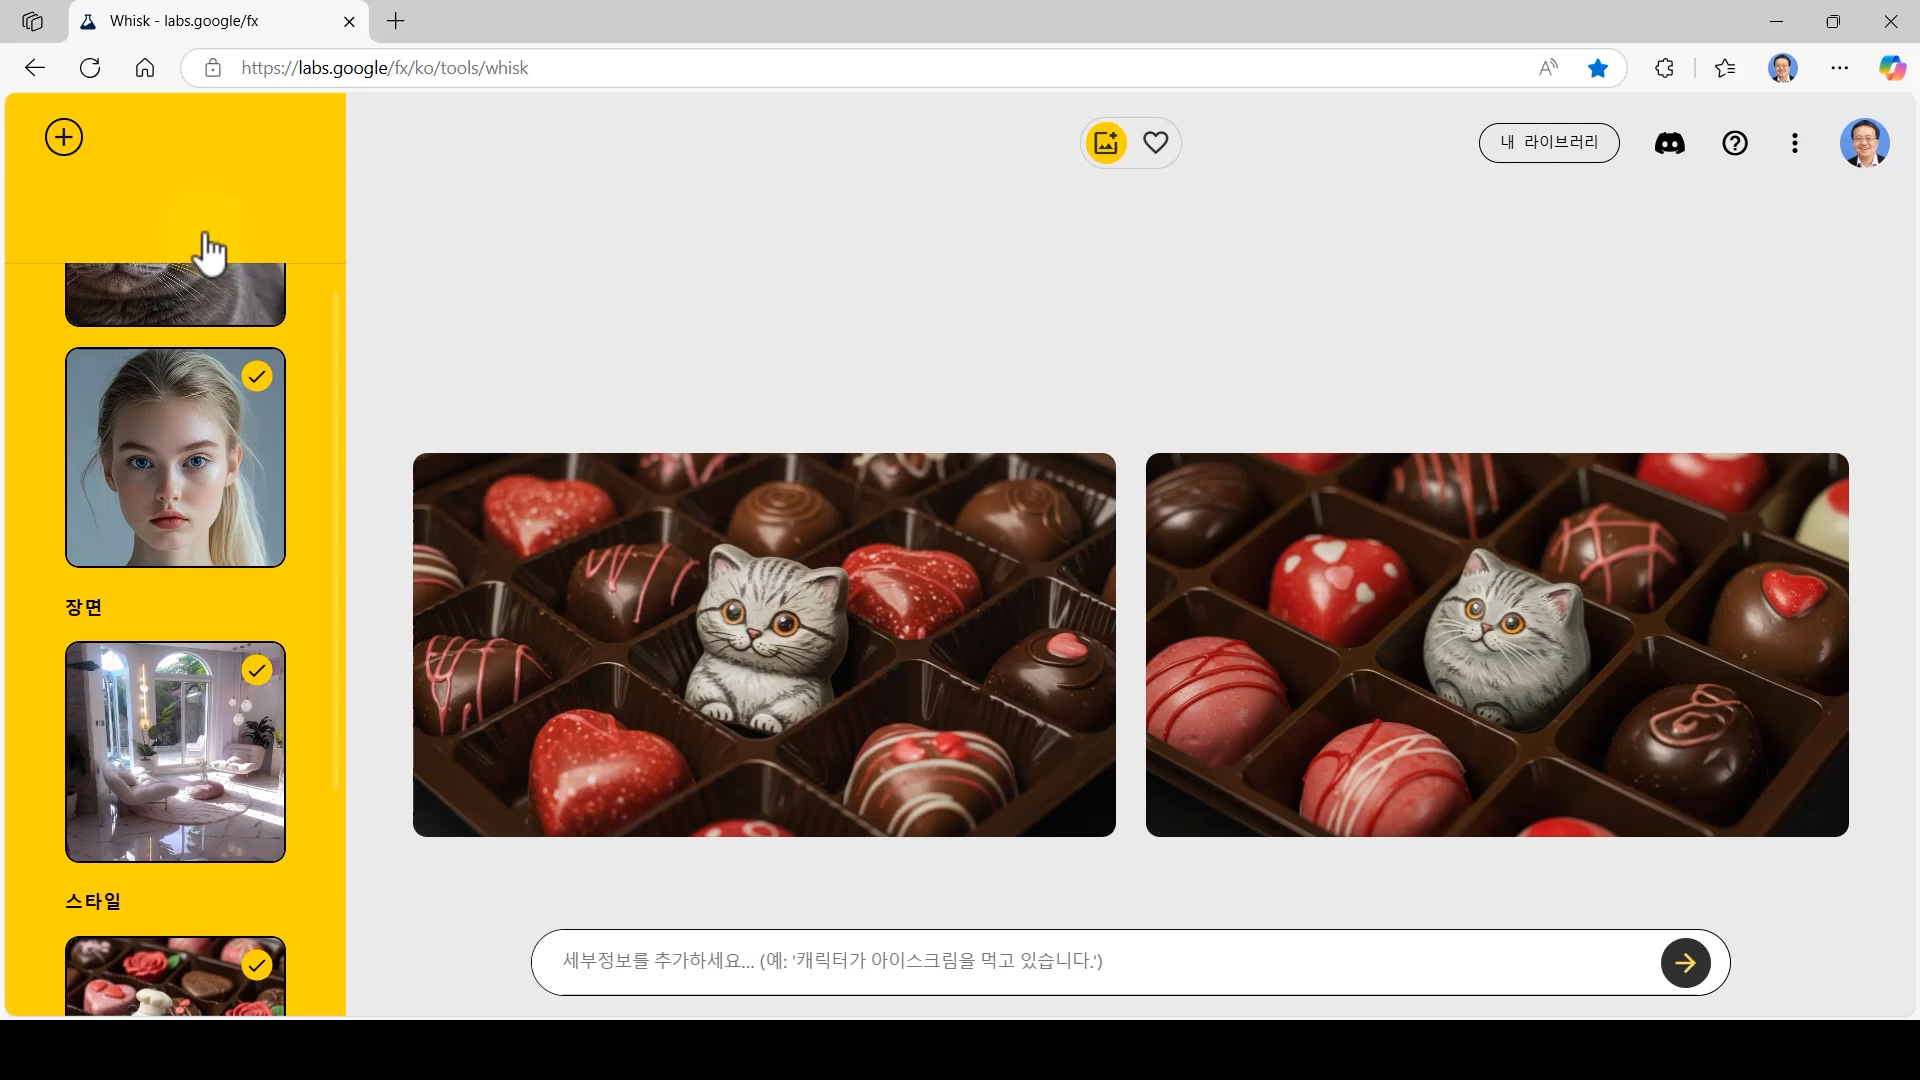 Whisk - labs.google/fx
https://labs.google/fx/ko/tools/whisk
내 라이브러리
장면
스타일
세부정보를 추가하세요... (예: '캐릭터가 아이스크림을 먹고 있습니다.')